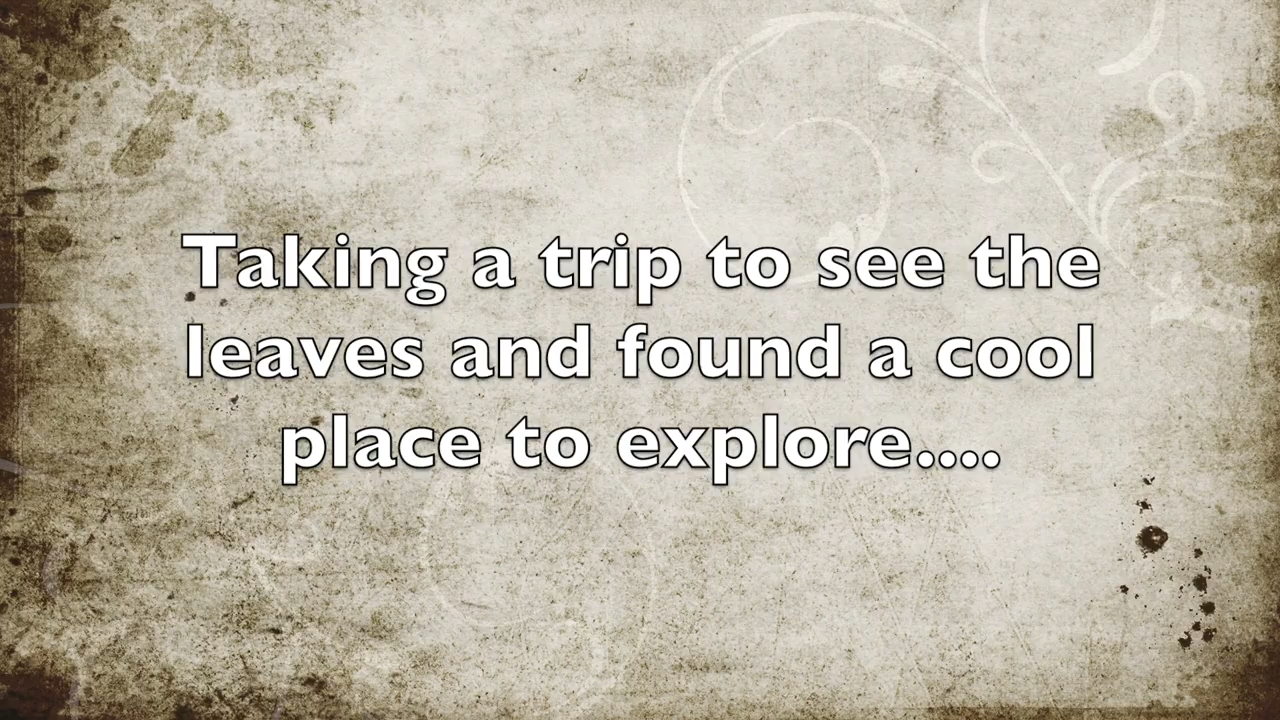 Taking a trip to see the
leaves and found a cool
place to explore....